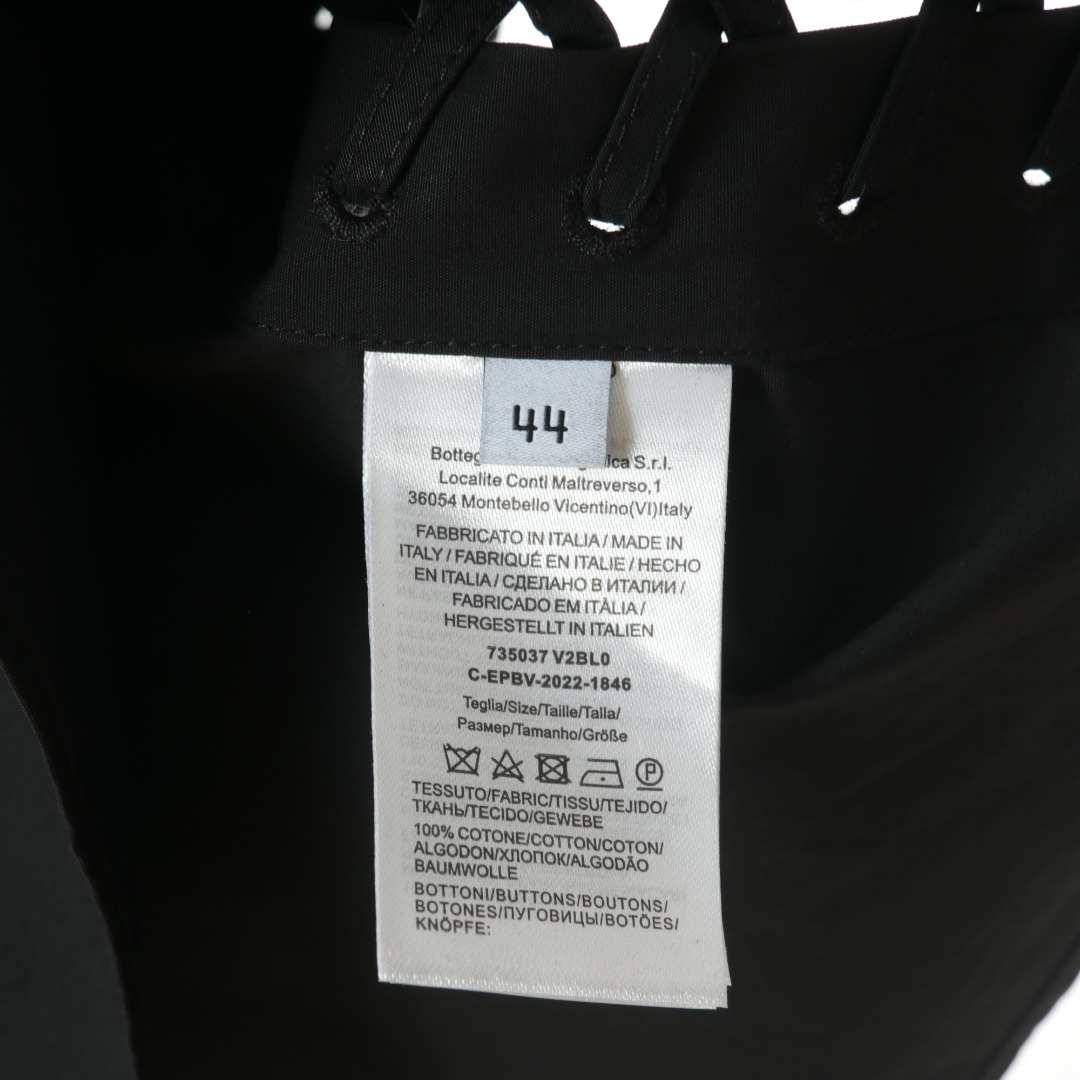 44
Botteg ica S.r.l.
Localite Conti Maltreverso,1
36054 Montebello Vicentino(VI)Italy
FABBRICATO IN ITALIA / MADE IN
ITALY / FABRIQUÉ EN ITALIE / HECHO
EN ITALIA / СДЕЛАНО В ИТАЛИИ /
FABRICADO EM ITÀLIA /
HERGESTELLT IN ITALIEN
735037 V2BL0
C-EPBV-2022-1846
Teglia/Size/Taille/Talla/
Размер/Tamanho/Größe
P
TESSUTO/FABRIC/TISSU/TEJIDO/
ТКАНЬ/TECIDO/GEWEBE
100% COTONE/COTTON/COTON/
ALGODON/ХЛОПОК/ALGODÃO
BAUMWOLLE
BOTTONI/BUTTONS/BOUTONS/
BOTONES/ПУГОВИЦЫ/BOTÕES/
KNÖPFE: